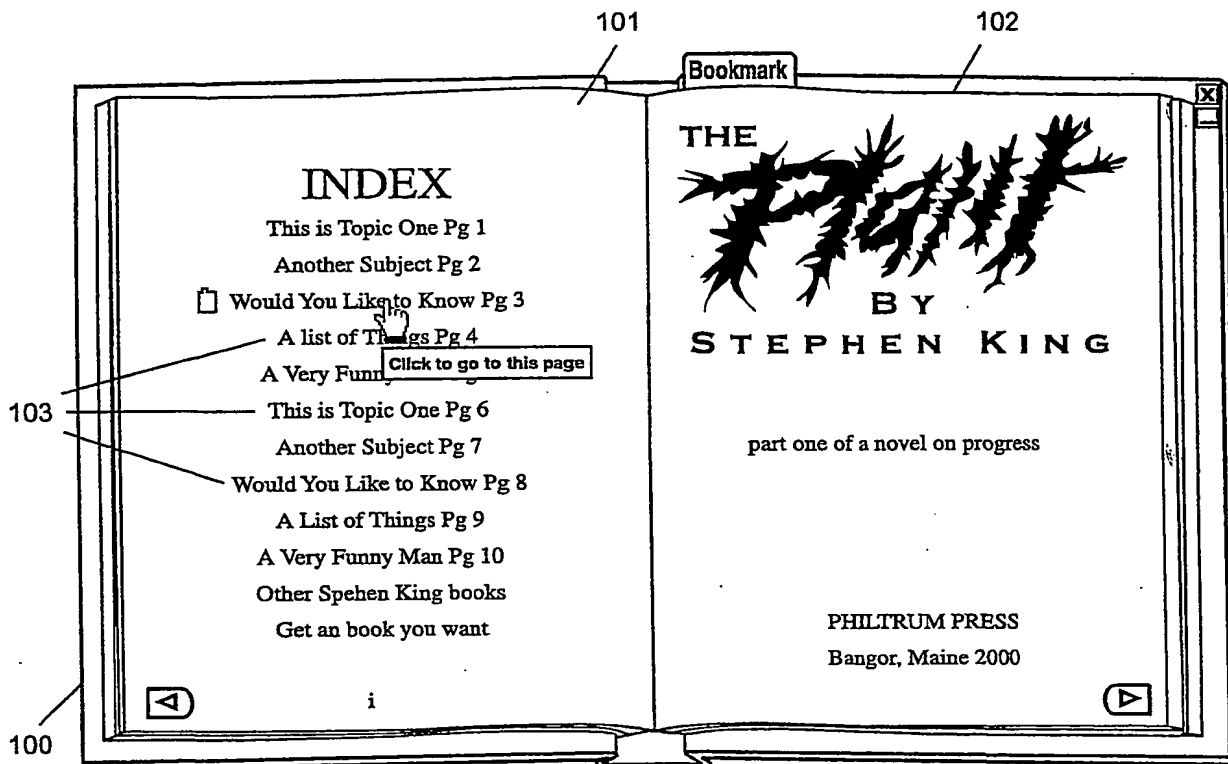 101
102
Bookmark
X
INDEX
This is Topic One Pg 1
Another Subject Pg 2
Would You Like to Know Pg 3
A list of Things Pg 4
Click to go to this page
A Very Funny
This is Topic One Pg 6
Another Subject Pg 7
Would You Like to Know Pg 8
A List of Things Pg 9
A Very Funny Man Pg 10
Other Spehen King books
Get an book you want
i
103
100
THE
BY
STEPHEN KING
part one of a novel on progress
PHILTRUM PRESS
Bangor, Maine 2000